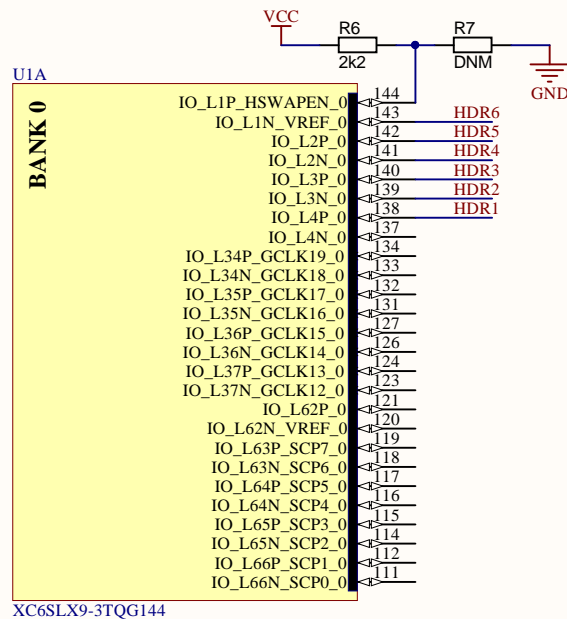 VCC
R6
R7
2k2
DNM
GND
U1A
BANK 0
IO_L1P_HSWAPEN_0 144
IO_L1N_VREF_0 143 HDR6
IO_L2P_0 142 HDR5
IO_L2N_0 141 HDR4
IO_L3P_0 140 HDR3
IO_L3N_0 139 HDR2
IO_L4P_0 138 HDR1
IO_L4N_0 137
IO_L34P_GCLK19_0 134
IO_L34N_GCLK18_0 133
IO_L35P_GCLK17_0 132
IO_L35N_GCLK16_0 131
IO_L36P_GCLK15_0 127
IO_L36N_GCLK14_0 126
IO_L37P_GCLK13_0 124
IO_L37N_GCLK12_0 123
IO_L62P_0 121
IO_L62N_VREF_0 120
IO_L63P_SCP7_0 119
IO_L63N_SCP6_0 118
IO_L64P_SCP5_0 117
IO_L64N_SCP4_0 116
IO_L65P_SCP3_0 115
IO_L65N_SCP2_0 114
IO_L66P_SCP1_0 112
IO_L66N_SCP0_0 111
XC6SLX9-3TQG144